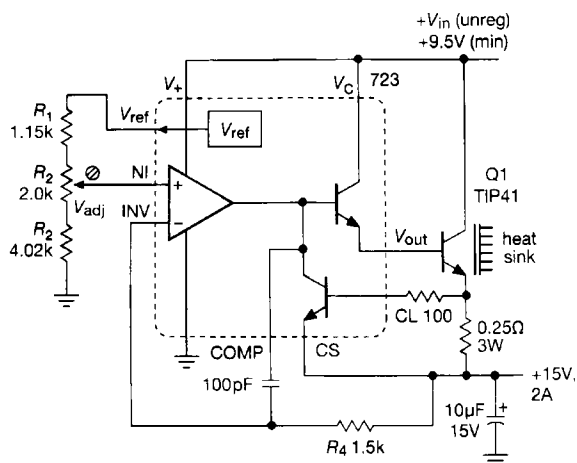 +Vin (unreg)
+9.5V (min)
V+
VC
723
R1
1.15k
Vref
Vref
R2
2.0k
NI
+
Vadj
INV
−
R2
4.02k
Q1
TIP41
Vout
heat
sink
CL 100
0.25Ω
3W
COMP
CS
100pF
+15V,
2A
10μF
+
15V
R4 1.5k